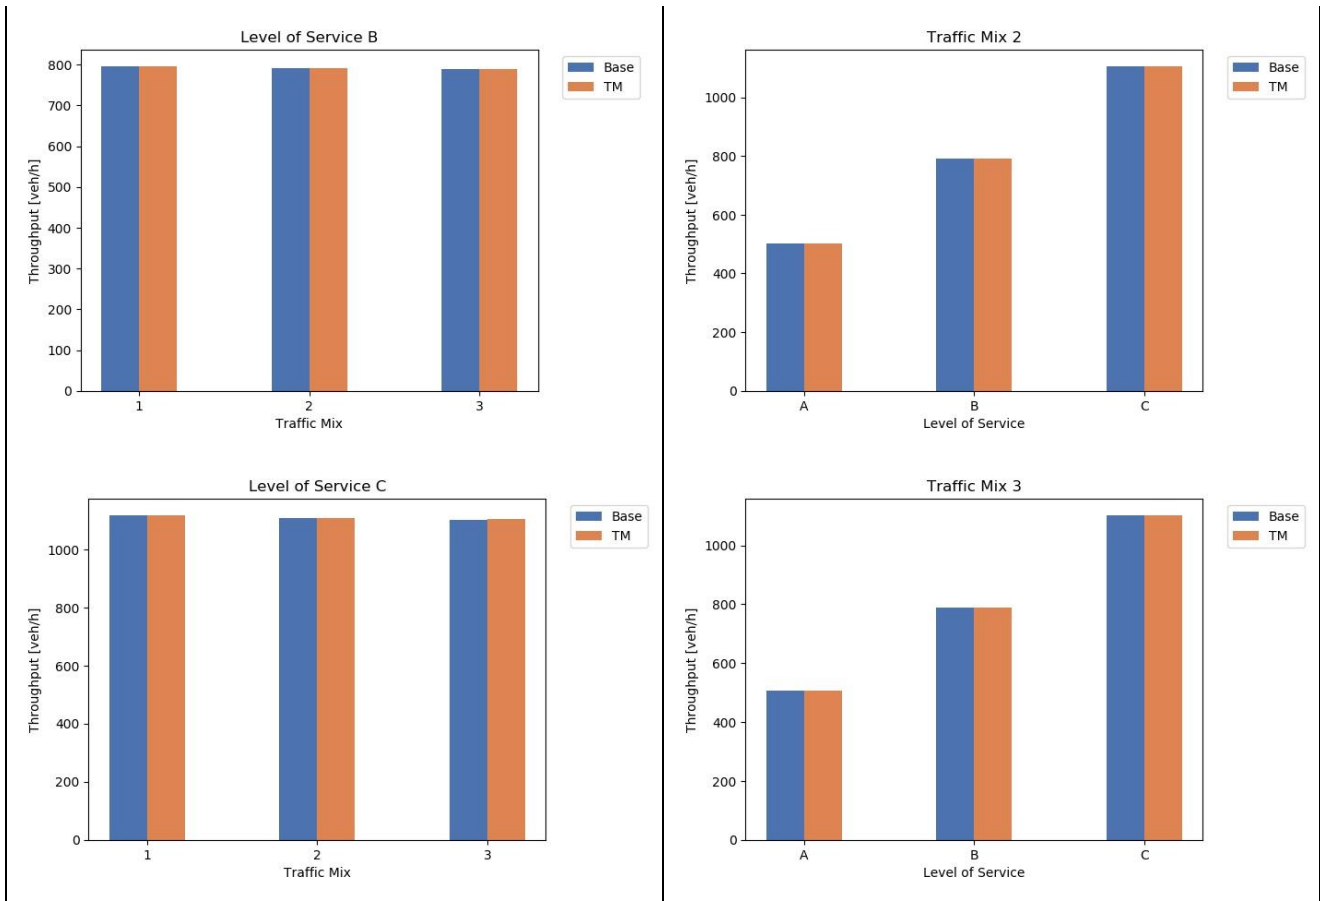 Level of Service B
800
700
600
500
400
300
200
100
0
Throughput [veh/h]
1 2 3
Traffic Mix
Base
TM
Traffic Mix 2
1000
800
600
400
200
0
Throughput [veh/h]
A B C
Level of Service
Base
TM
Level of Service C
1000
800
600
400
200
0
Throughput [veh/h]
1 2 3
Traffic Mix
Base
TM
Traffic Mix 3
1000
800
600
400
200
0
Throughput [veh/h]
A B C
Level of Service
Base
TM